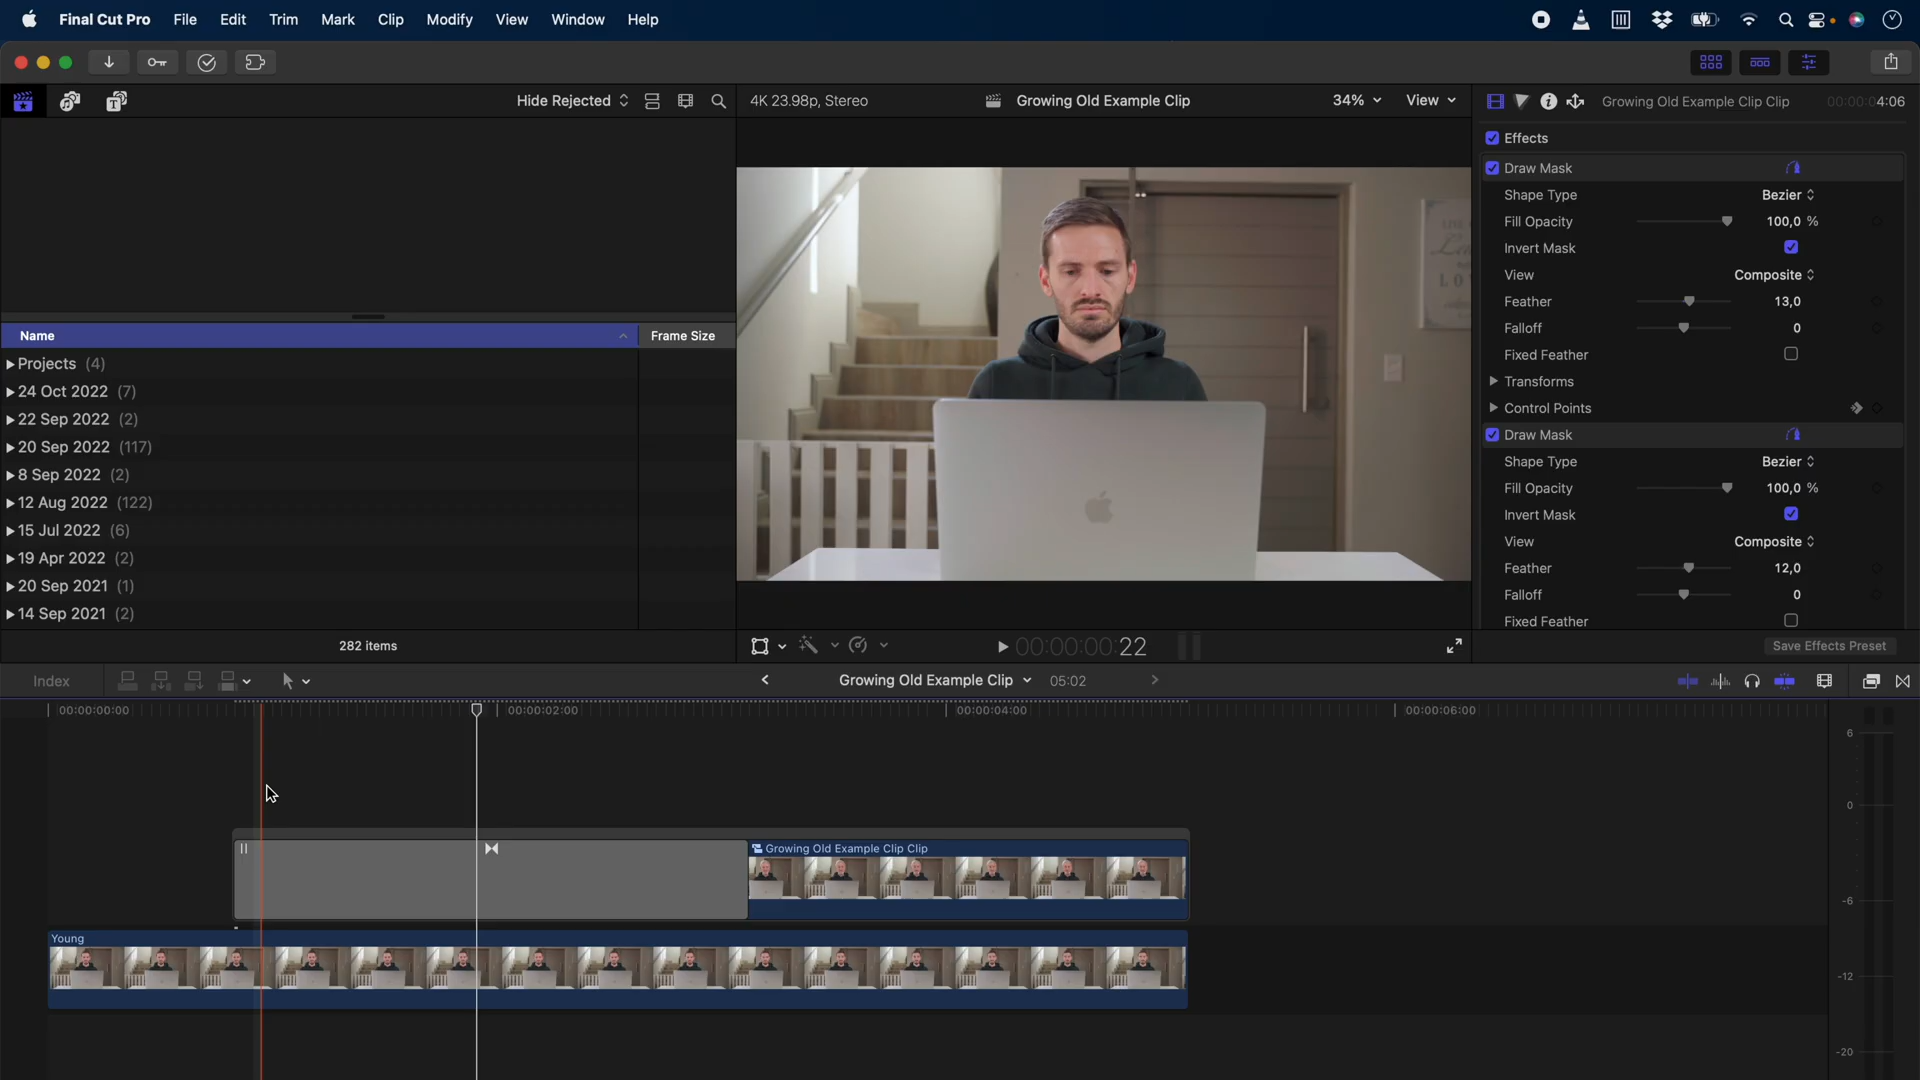 Final Cut Pro File Edit Trim Mark Clip Modify View Window Help
Hide Rejected
4K 23.98p, Stereo
Growing Old Example Clip
34%
View
Growing Old Example Clip Clip
00:00:04:06
Effects
Draw Mask
Shape Type Bezier
Fill Opacity 100,0 %
Invert Mask
View Composite
Feather 13,0
Falloff 0
Fixed Feather
Transforms
Control Points
Draw Mask
Shape Type Bezier
Fill Opacity 100,0 %
Invert Mask
View Composite
Feather 12,0
Falloff 0
Fixed Feather
Save Effects Preset
Name Frame Size
Projects (4)
24 Oct 2022 (7)
22 Sep 2022 (2)
20 Sep 2022 (117)
8 Sep 2022 (2)
12 Aug 2022 (122)
15 Jul 2022 (6)
19 Apr 2022 (2)
20 Sep 2021 (1)
14 Sep 2021 (2)
282 items
00:00:00:22
Index
Growing Old Example Clip 05:02
00:00:00:00 00:00:02:00 00:00:04:00 00:00:06:00
Growing Old Example Clip Clip
Young
6
0
-6
-12
-20